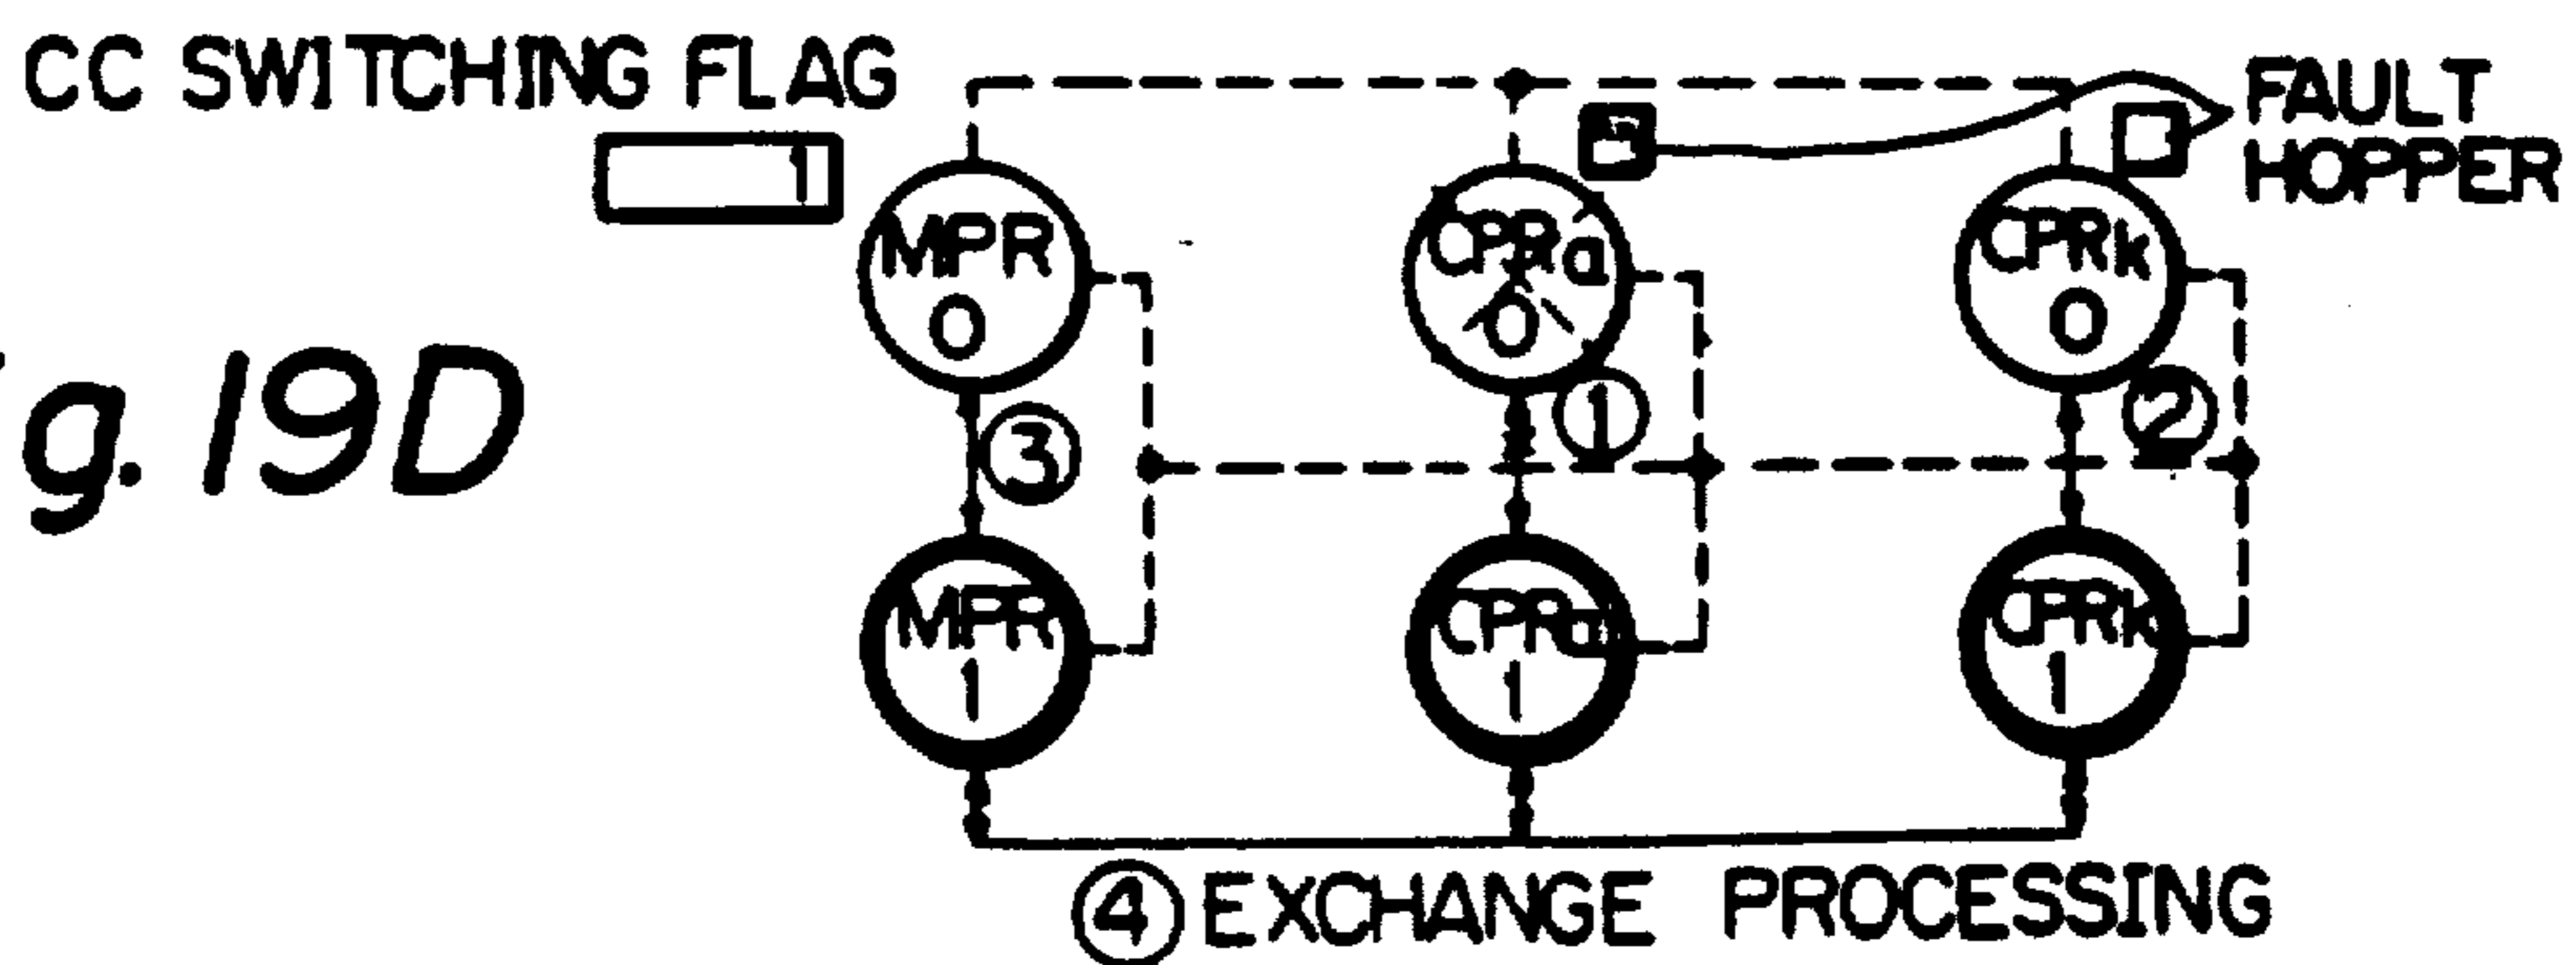 CC SWITCHING FLAG
1
FAULT
HOPPER
MPR
0
CPRa
0
CPRk
0
①
②
③
g. 19D
MPR
1
CPRa
1
CPRk
1
④ EXCHANGE PROCESSING